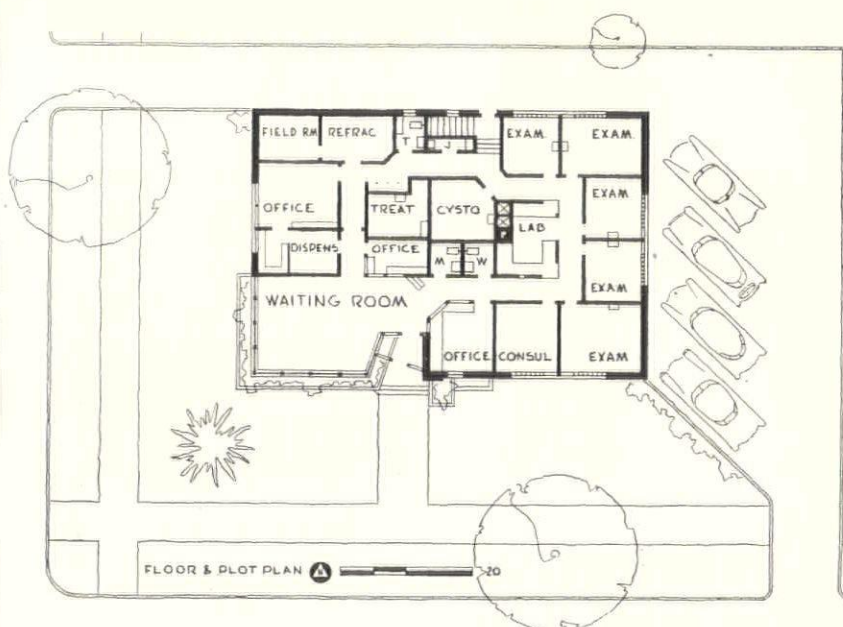 FIELD RM.
REFRAC
T
J
EXAM.
EXAM.
OFFICE
TREAT
CYSTO
LAB
EXAM
DISPENS
OFFICE
M
W
EXAM
WAITING ROOM
OFFICE
CONSUL
EXAM
FLOOR & PLOT PLAN
20